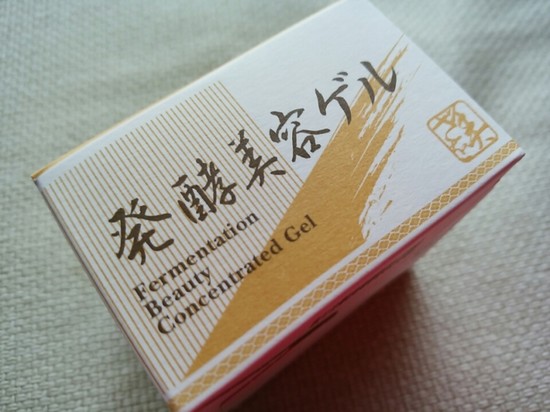 発酵美容ゲル
Fermentation
Beauty
Concentrated Gel